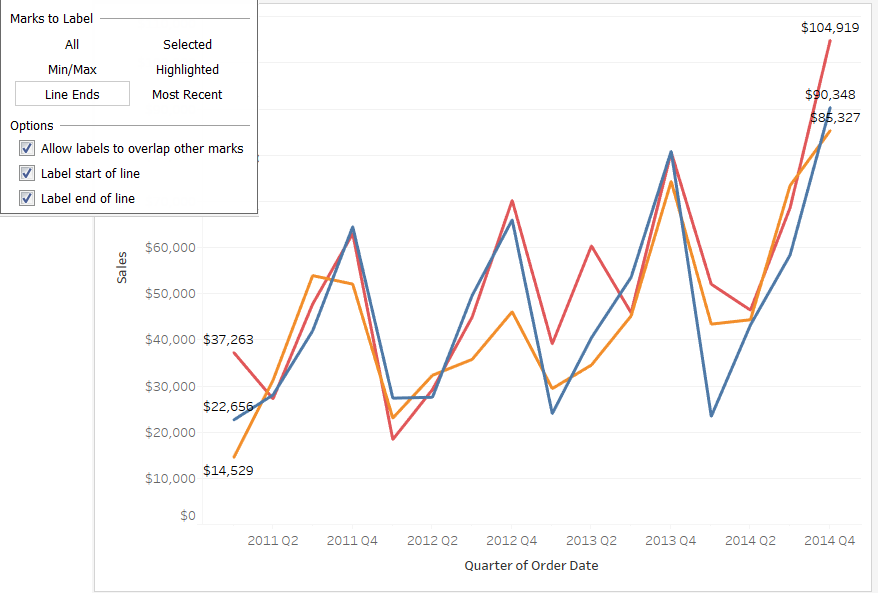 Marks to Label
All Selected
Min/Max Highlighted
Line Ends Most Recent
Options
Allow labels to overlap other marks
Label start of line
Label end of line
$104,919
$90,348
$85,327
Sales
$60,000
$50,000
$40,000
$30,000
$20,000
$10,000
$0
$37,263
$22,656
$14,529
2011 Q2 2011 Q4 2012 Q2 2012 Q4 2013 Q2 2013 Q4 2014 Q2 2014 Q4
Quarter of Order Date